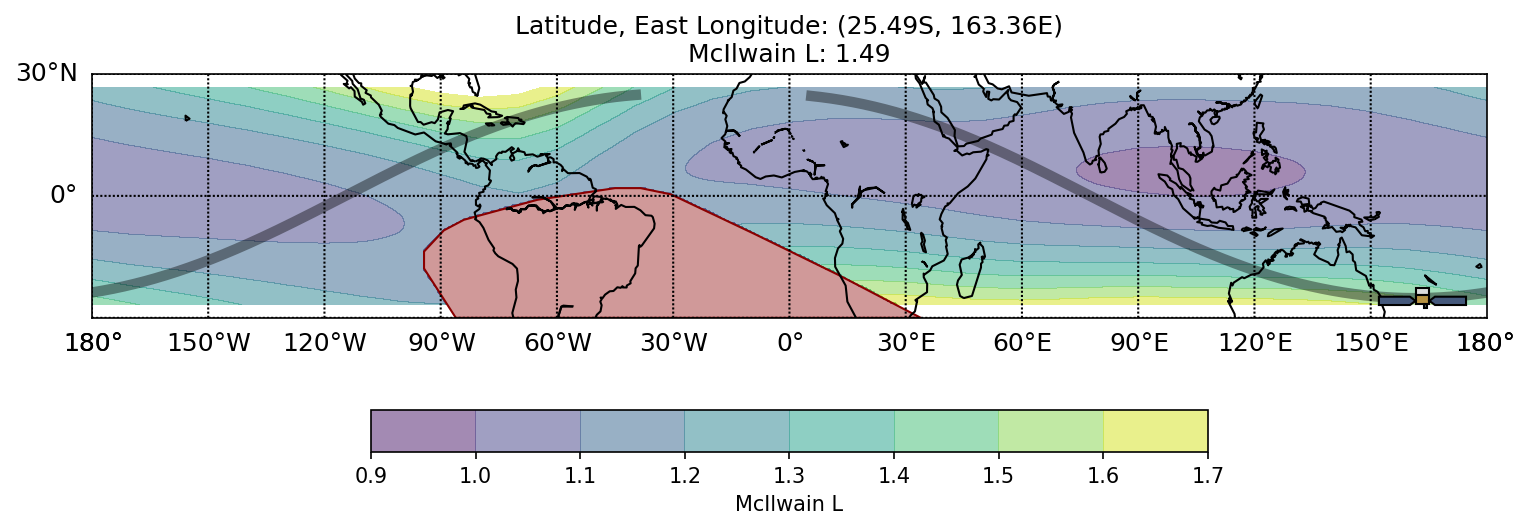 Latitude, East Longitude: (25.49S, 163.36E)
McIlwain L: 1.49
30°N
0°
180° 150°W 120°W 90°W 60°W 30°W 0° 30°E 60°E 90°E 120°E 150°E 180°
0.9 1.0 1.1 1.2 1.3 1.4 1.5 1.6 1.7
McIlwain L